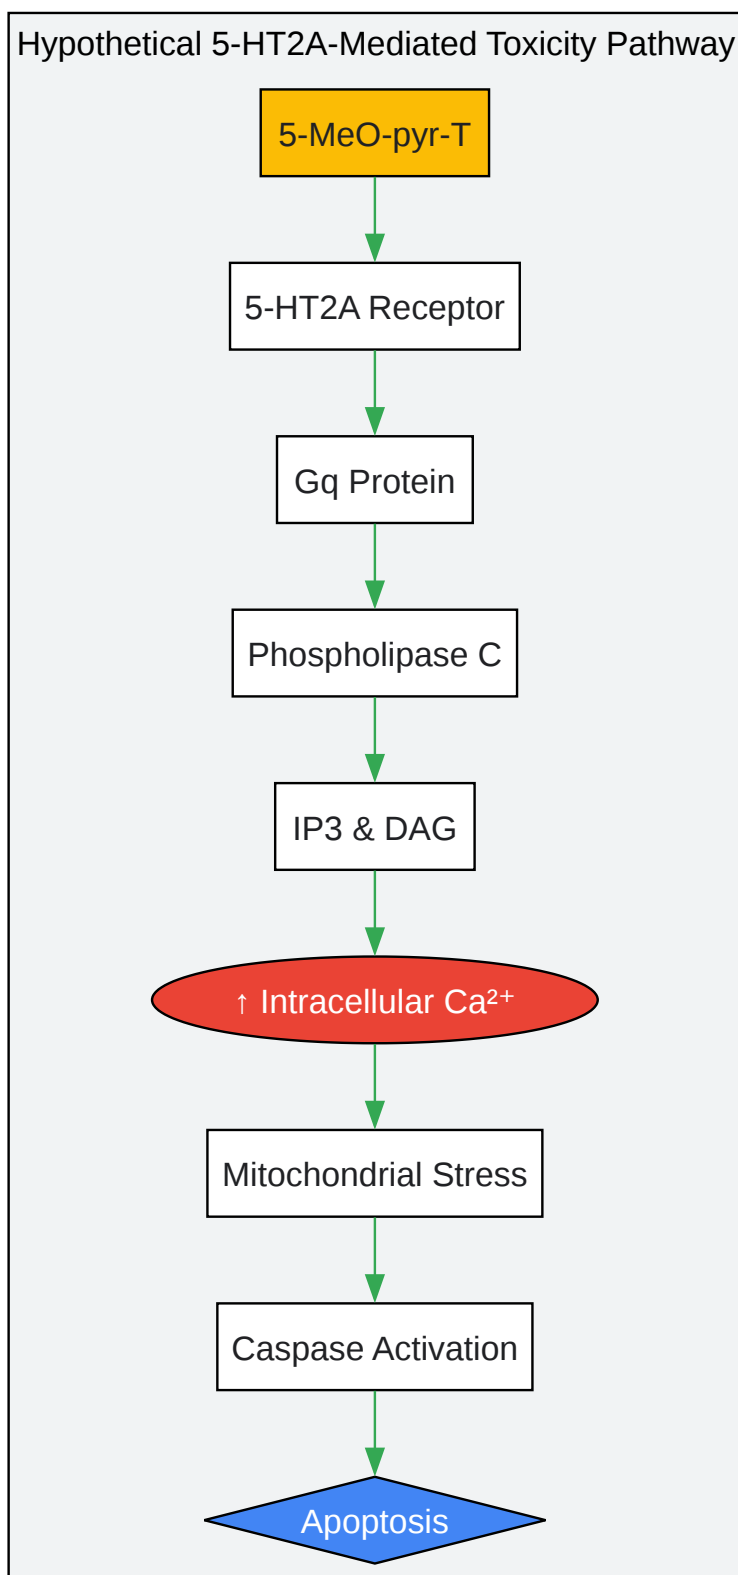 Hypothetical 5-HT2A-Mediated Toxicity Pathway
5-MeO-pyr-T
5-HT2A Receptor
Gq Protein
Phospholipase C
IP3 & DAG
↑ Intracellular Ca²⁺
Mitochondrial Stress
Caspase Activation
Apoptosis